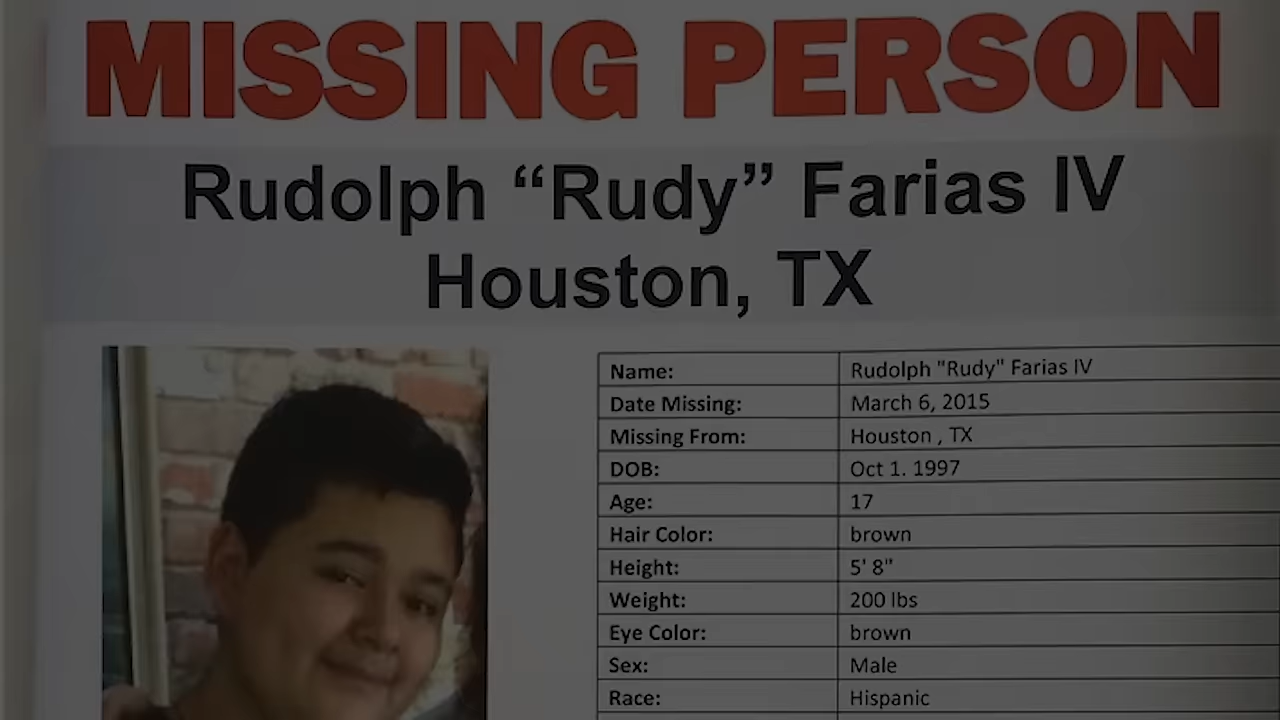 MISSING PERSON
Rudolph “Rudy” Farias IV
Houston, TX
Name: Rudolph "Rudy" Farias IV
Date Missing: March 6, 2015
Missing From: Houston , TX
DOB: Oct 1. 1997
Age: 17
Hair Color: brown
Height: 5' 8"
Weight: 200 lbs
Eye Color: brown
Sex: Male
Race: Hispanic